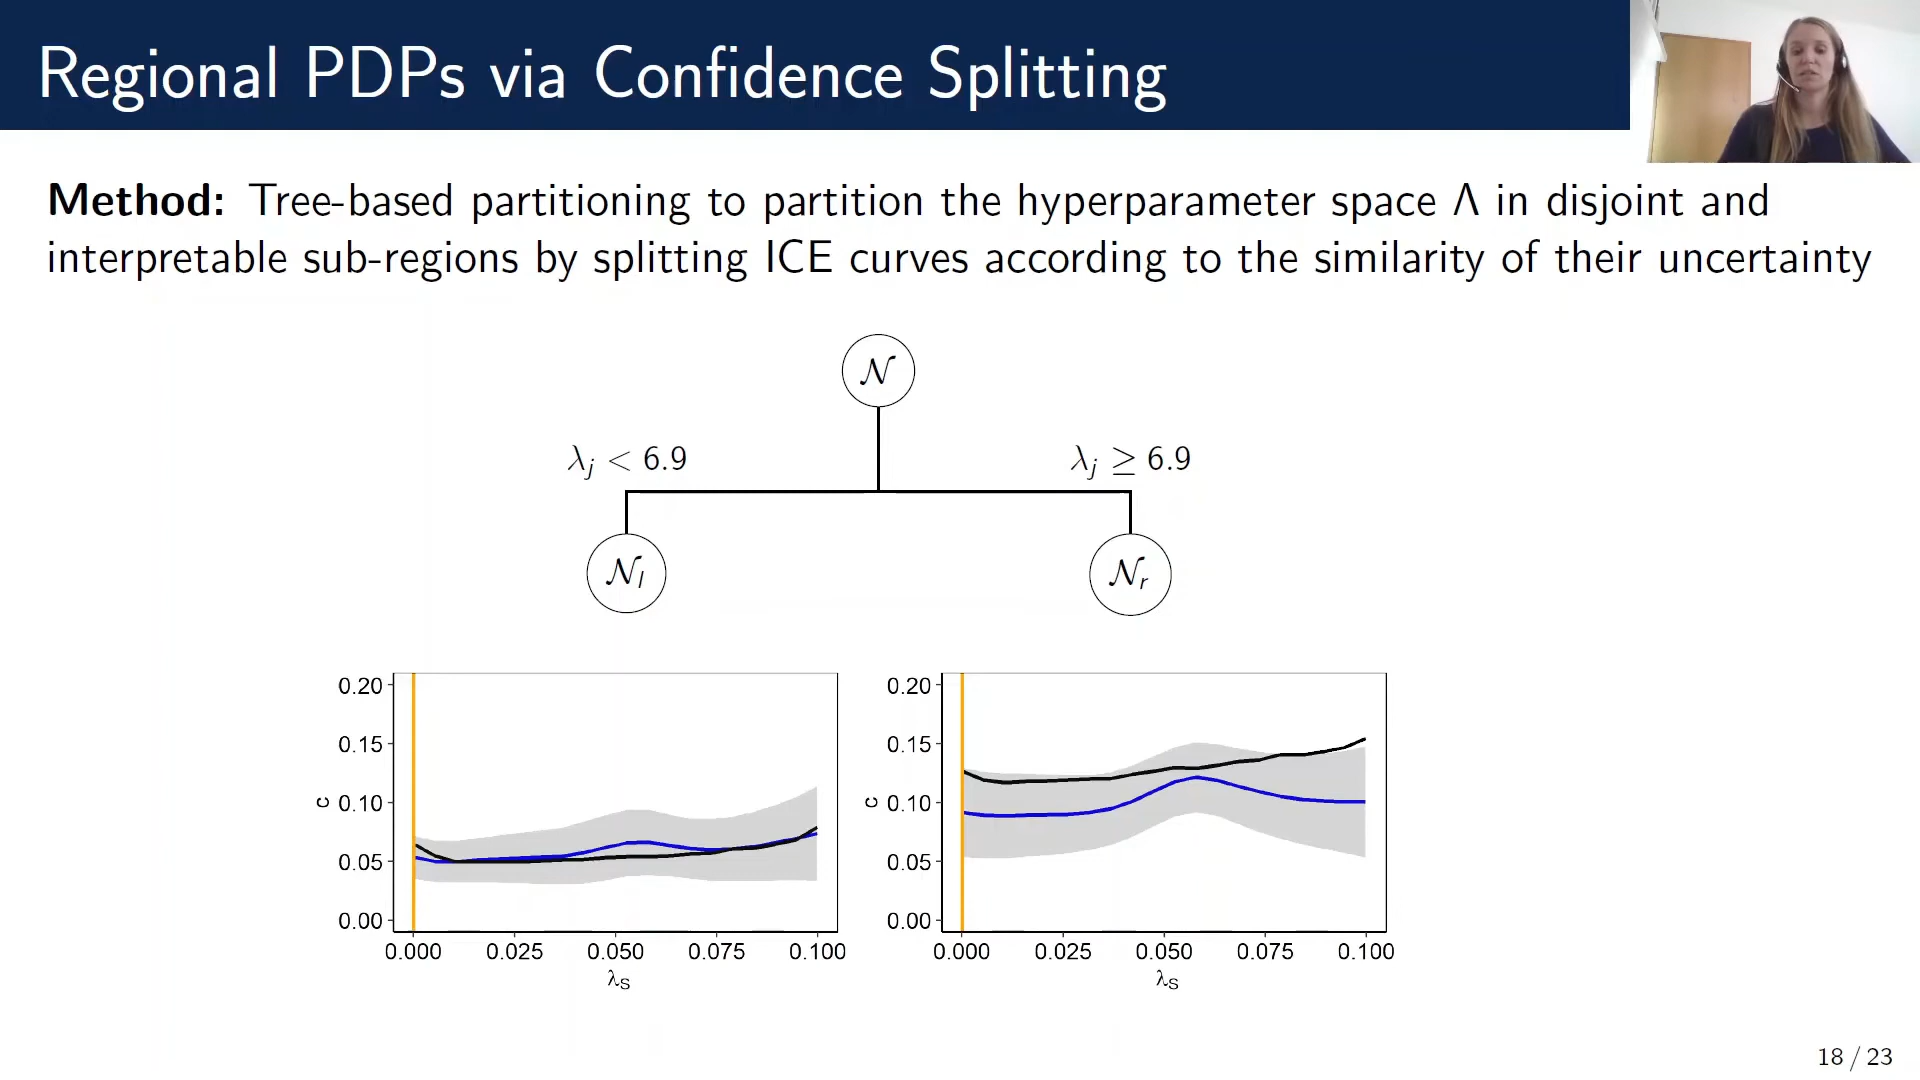 Regional PDPs via Confidence Splitting
Method: Tree-based partitioning to partition the hyperparameter space Λ in disjoint and
interpretable sub-regions by splitting ICE curves according to the similarity of their uncertainty
𝒩
λj < 6.9
λj ≥ 6.9
𝒩l
𝒩r
0.20
0.15
0.10
0.05
0.00
c
0.000 0.025 0.050 0.075 0.100
λS
0.20
0.15
0.10
0.05
0.00
c
0.000 0.025 0.050 0.075 0.100
λS
18 / 23